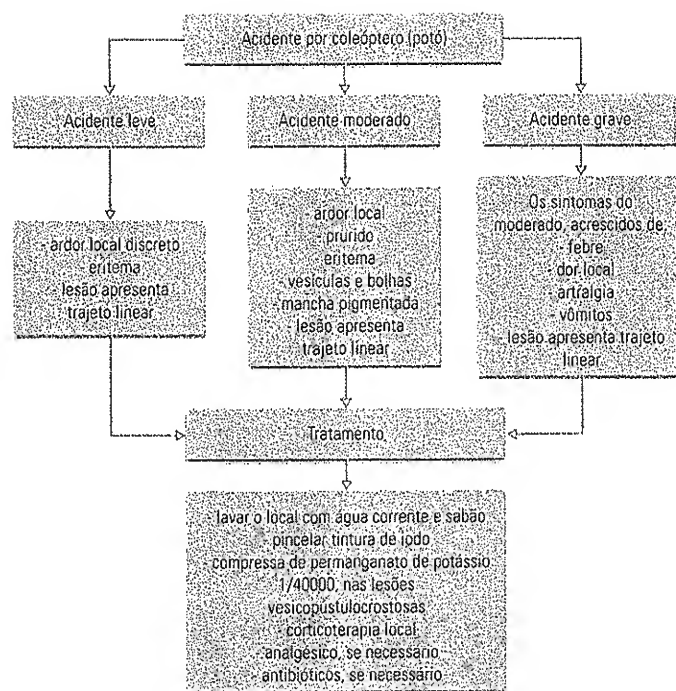 Acidente por coleóptero (potó)
Acidente leve
Acidente moderado
Acidente grave
- ardor local discreto
eritema
- lesão apresenta
trajeto linear
- ardor local
prurido
eritema
- vesículas e bolhas
- mancha pigmentada
- lesão apresenta
trajeto linear
Os sintomas do
moderado, acrescidos de,
- febre
- dor local
- artralgia
- vômitos
- lesão apresenta trajeto
linear
Tratamento
- lavar o local com água corrente e sabão
pincelar tintura de iodo
- compressa de permanganato de potássio
1/40000, nas lesões
vesicopústulocrostosas
- corticoterapia local
- analgésico, se necessário
- antibióticos, se necessário